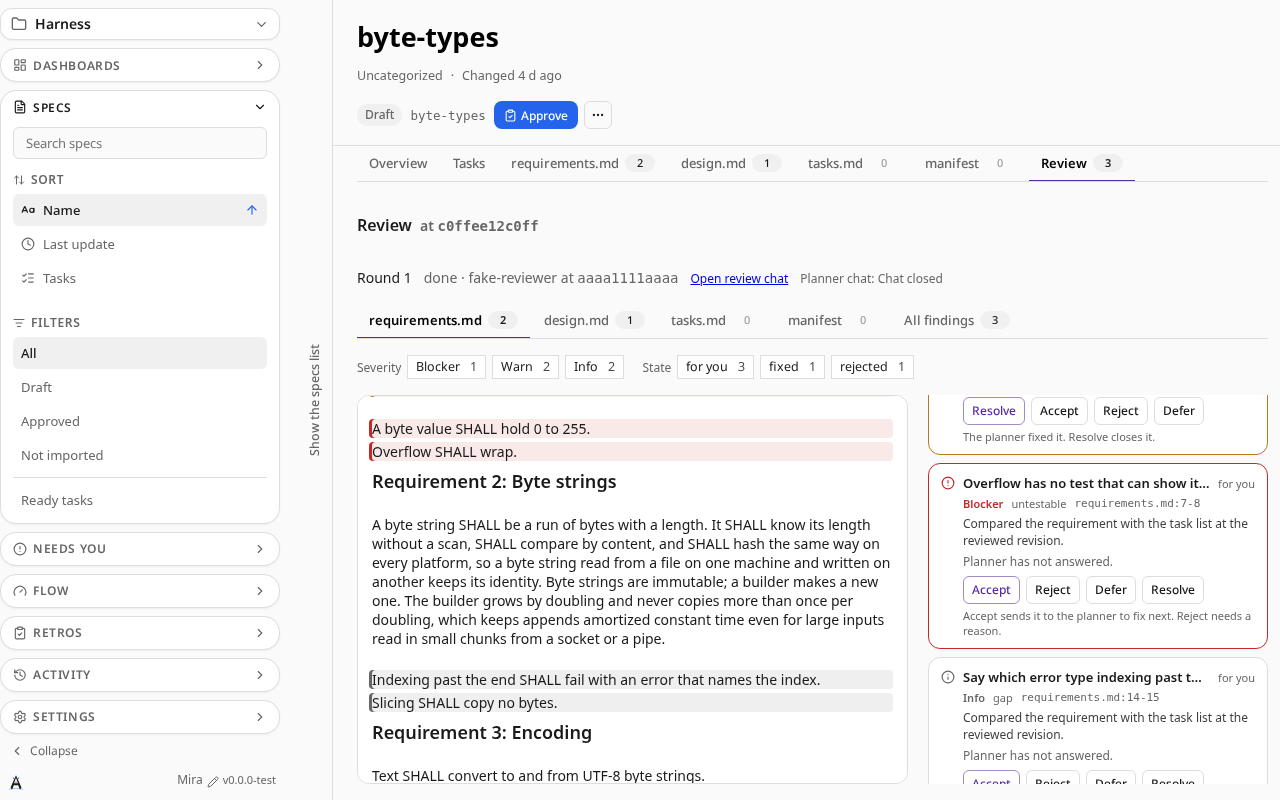 Harness
DASHBOARDS
SPECS
Search specs
SORT
Aa Name
Last update
Tasks
FILTERS
All
Draft
Approved
Not imported
Ready tasks
NEEDS YOU
FLOW
RETROS
ACTIVITY
SETTINGS
Collapse
Mira v0.0.0-test
Show the specs list
byte-types
Uncategorized · Changed 4 d ago
Draft byte-types Approve ···
Overview Tasks requirements.md 2 design.md 1 tasks.md 0 manifest 0 Review 3
Review at c0ffee12c0ff
Round 1 done · fake-reviewer at aaaa1111aaaa Open review chat Planner chat: Chat closed
requirements.md 2 design.md 1 tasks.md 0 manifest 0 All findings 3
Severity Blocker 1 Warn 2 Info 2 State for you 3 fixed 1 rejected 1
A byte value SHALL hold 0 to 255.
Overflow SHALL wrap.
Requirement 2: Byte strings
A byte string SHALL be a run of bytes with a length. It SHALL know its length
without a scan, SHALL compare by content, and SHALL hash the same way on
every platform, so a byte string read from a file on one machine and written on
another keeps its identity. Byte strings are immutable; a builder makes a new
one. The builder grows by doubling and never copies more than once per
doubling, which keeps appends amortized constant time even for large inputs
read in small chunks from a socket or a pipe.
Indexing past the end SHALL fail with an error that names the index.
Slicing SHALL copy no bytes.
Requirement 3: Encoding
Text SHALL convert to and from UTF-8 byte strings.
Resolve Accept Reject Defer
The planner fixed it. Resolve closes it.
Overflow has no test that can show it... for you
Blocker untestable requirements.md:7-8
Compared the requirement with the task list at the
reviewed revision.
Planner has not answered.
Accept Reject Defer Resolve
Accept sends it to the planner to fix next. Reject needs a
reason.
Say which error type indexing past t... for you
Info gap requirements.md:14-15
Compared the requirement with the task list at the
reviewed revision.
Planner has not answered.
Accept Reject Defer Resolve